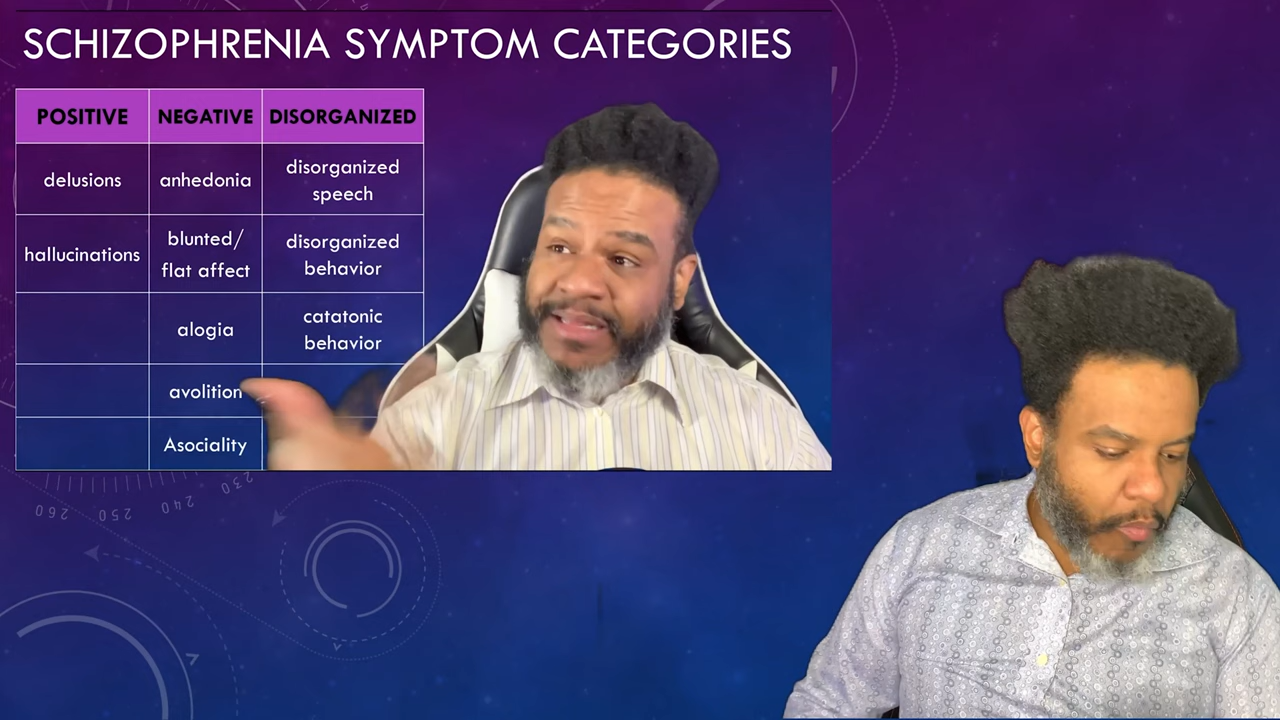 SCHIZOPHRENIA SYMPTOM CATEGORIES
POSITIVE NEGATIVE DISORGANIZED
delusions anhedonia disorganized speech
hallucinations blunted/ flat affect disorganized behavior
alogia catatonic behavior
avolition
Asociality
260 250 240 230